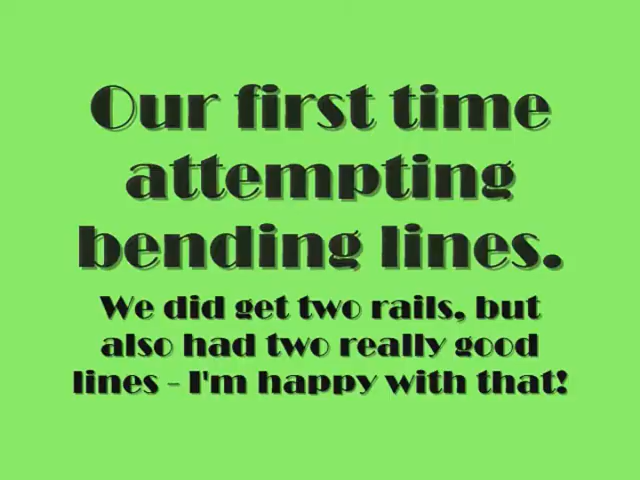 Our first time
attempting
bending lines.
We did get two rails, but
also had two really good
lines - I'm happy with that!